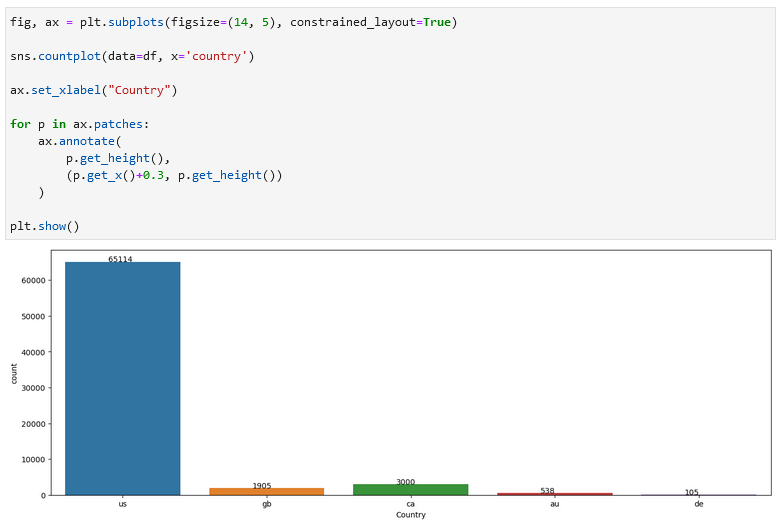 fig, ax = plt.subplots(figsize=(14, 5), constrained_layout=True)
sns.countplot(data=df, x='country')
ax.set_xlabel("Country")
for p in ax.patches:
    ax.annotate(
        p.get_height(),
        (p.get_x()+0.3, p.get_height())
    )
plt.show()
65114
60000
50000
40000
30000
20000
10000
0
count
1905
3000
538
105
us
gb
ca
au
de
Country